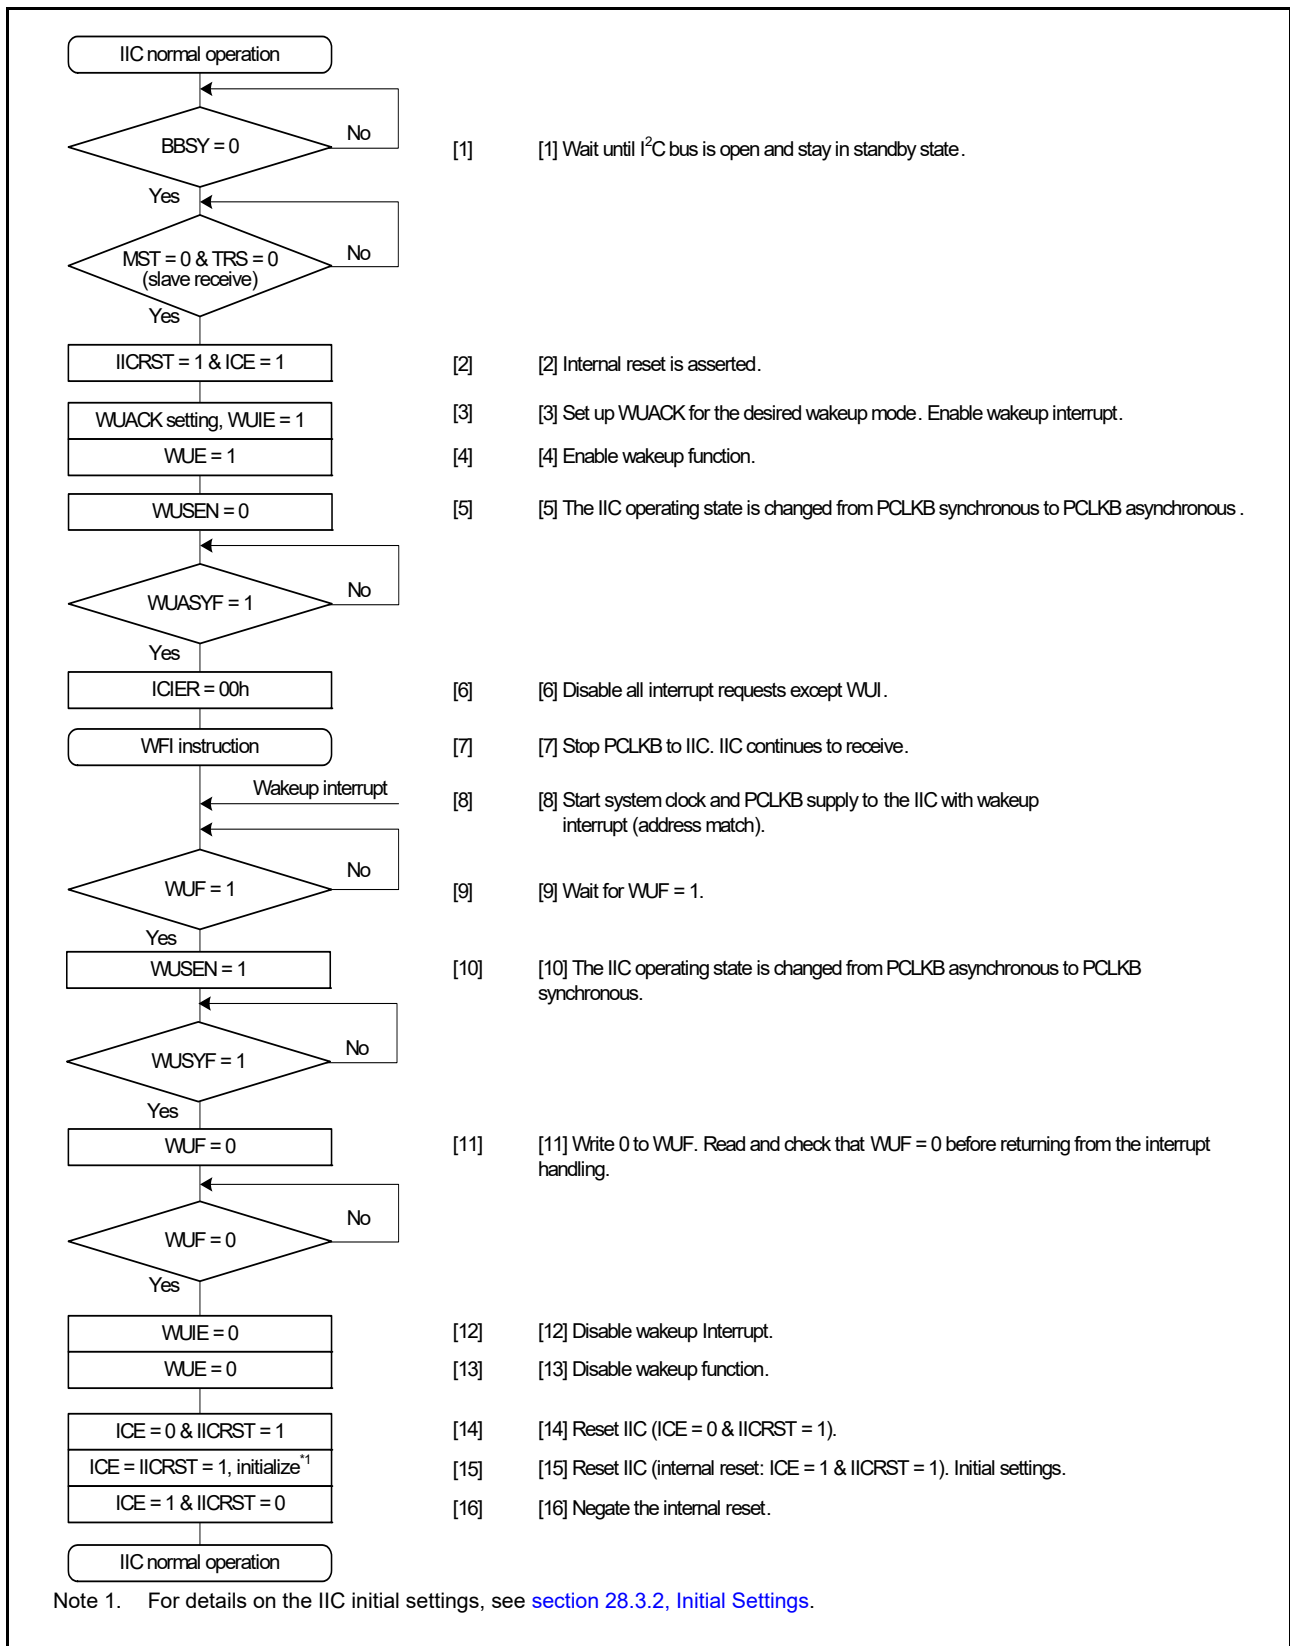 IIC normal operation
BBSY = 0
No
[1] [1] Wait until I²C bus is open and stay in standby state.
Yes
MST = 0 & TRS = 0
(slave receive)
No
Yes
IICRST = 1 & ICE = 1
[2] [2] Internal reset is asserted.
WUACK setting, WUIE = 1
[3] [3] Set up WUACK for the desired wakeup mode. Enable wakeup interrupt.
WUE = 1
[4] [4] Enable wakeup function.
WUSEN = 0
[5] [5] The IIC operating state is changed from PCLKB synchronous to PCLKB asynchronous.
WUASYF = 1
No
Yes
ICIER = 00h
[6] [6] Disable all interrupt requests except WUI.
WFI instruction
[7] [7] Stop PCLKB to IIC. IIC continues to receive.
Wakeup interrupt
[8] [8] Start system clock and PCLKB supply to the IIC with wakeup
interrupt (address match).
WUF = 1
No
[9] [9] Wait for WUF = 1.
Yes
WUSEN = 1
[10] [10] The IIC operating state is changed from PCLKB asynchronous to PCLKB
synchronous.
WUSYF = 1
No
Yes
WUF = 0
[11] [11] Write 0 to WUF. Read and check that WUF = 0 before returning from the interrupt
handling.
WUF = 0
No
Yes
WUIE = 0
[12] [12] Disable wakeup Interrupt.
WUE = 0
[13] [13] Disable wakeup function.
ICE = 0 & IICRST = 1
[14] [14] Reset IIC (ICE = 0 & IICRST = 1).
ICE = IICRST = 1, initialize*1
[15] [15] Reset IIC (internal reset: ICE = 1 & IICRST = 1). Initial settings.
ICE = 1 & IICRST = 0
[16] [16] Negate the internal reset.
IIC normal operation
Note 1. For details on the IIC initial settings, see section 28.3.2, Initial Settings.